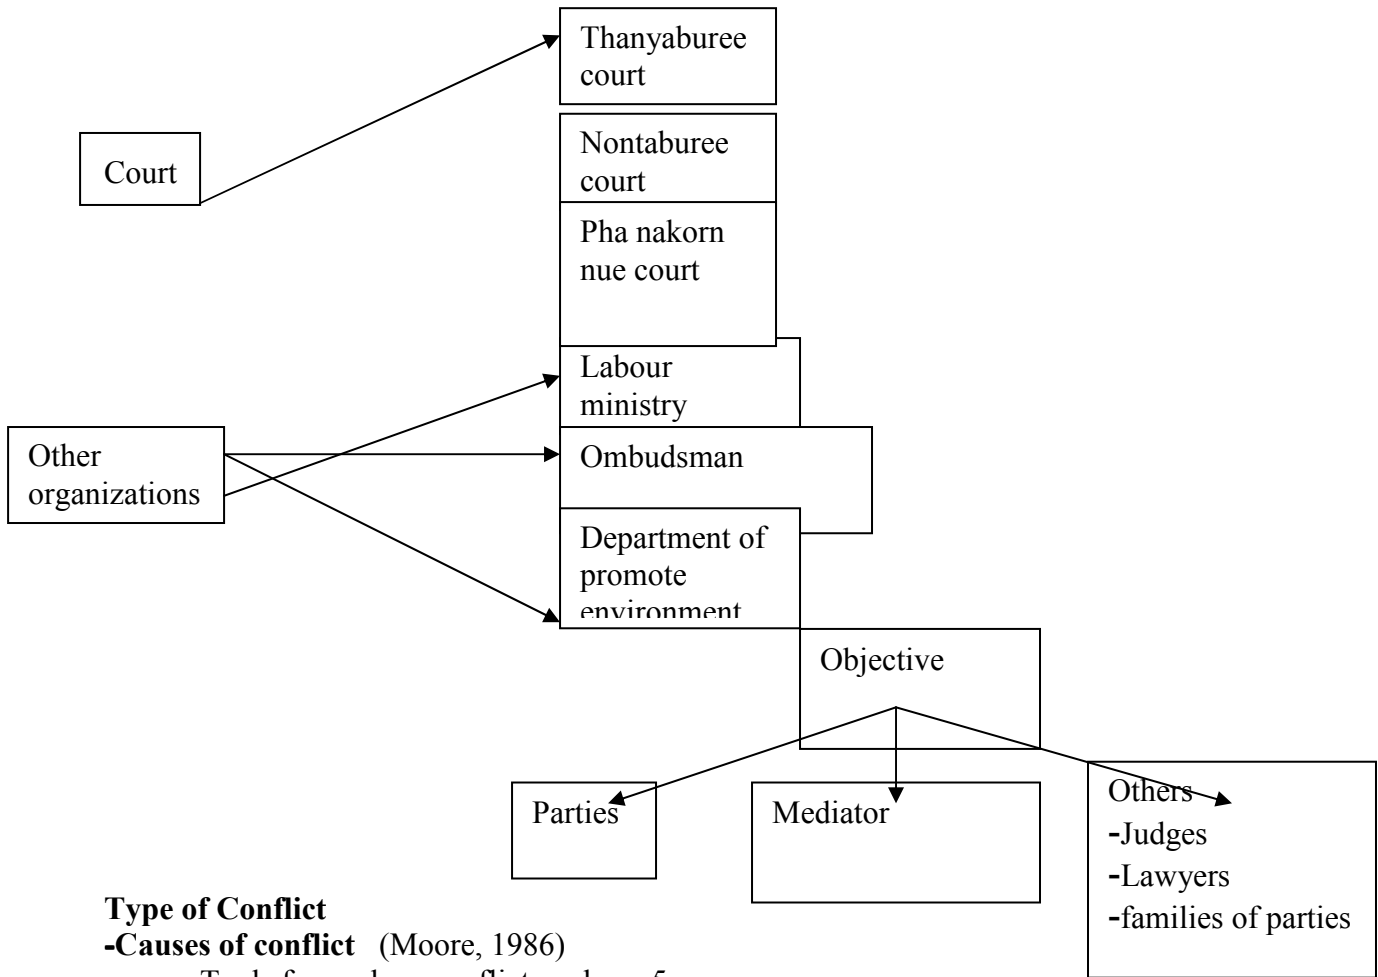 Thanyaburee
court
Court
Nontaburee
court
Pha nakorn
nue court
Labour
ministry
Other
organizations
Ombudsman
Department of
promote
environment
Objective
Parties
Mediator
Others
-Judges
-Lawyers
-families of parties
Type of Conflict
-Causes of conflict (Moore, 1986)